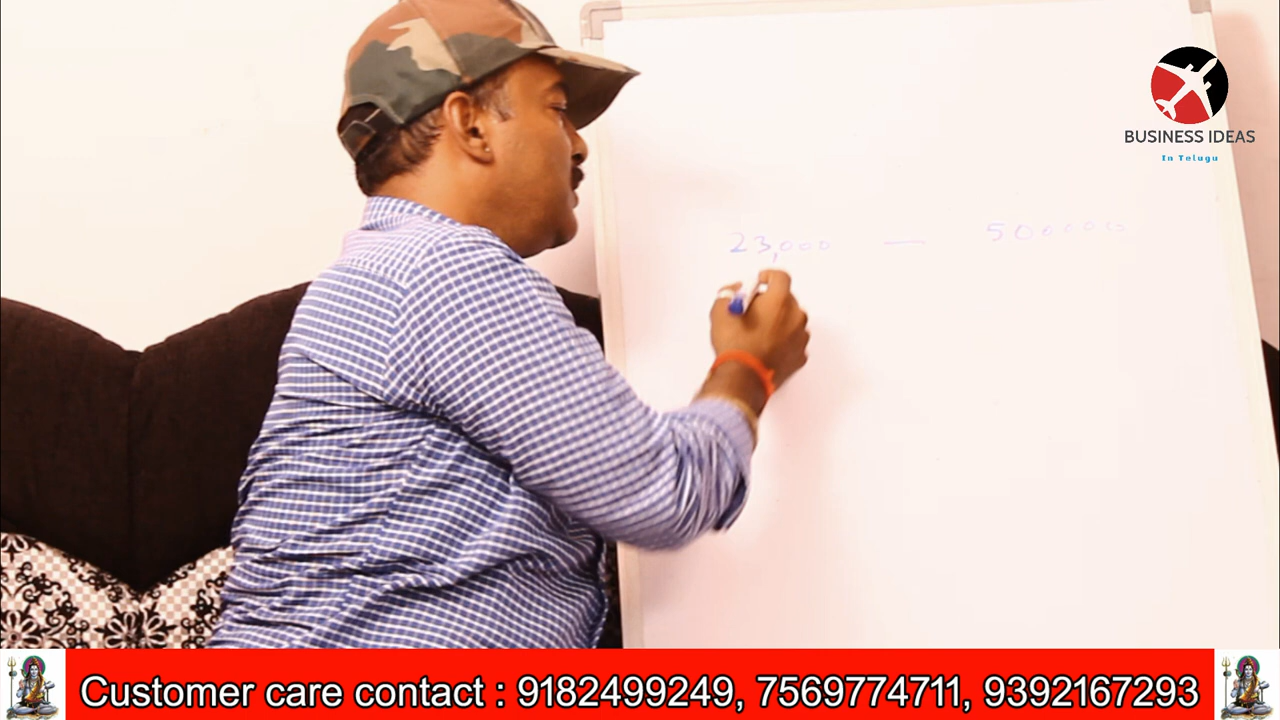 BUSINESS IDEAS
In Telugu
23,000 —
Customer care contact : 9182499249, 7569774711, 9392167293